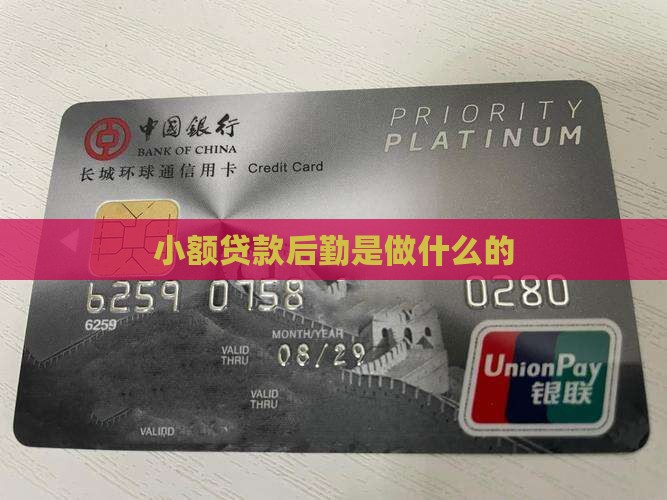 PRIORITY
PLATINUM
中國銀行
BANK OF CHINA
长城环球通信用卡 Credit Card
小额贷款后勤是做什么的
6259 0758 0280
6259
MONTH/YEAR
VALID THRU 08/29
VALID THRU
VALID
UnionPay
银联